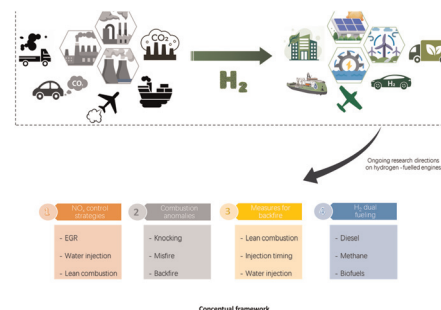 CO₂
CO₂
H₂
H₂
Ongoing research directions
on hydrogen -fuelled engines
1
NOₓ control
strategies
- EGR
- Water injection
- Lean combustion
2
Combustion
anomalies
- Knocking
- Misfire
- Backfire
3
Measures for
backfire
- Lean combustion
- Injection timing
- Water injection
4
H₂ dual
fueling
- Diesel
- Methane
- Biofuels
Conceptual framework